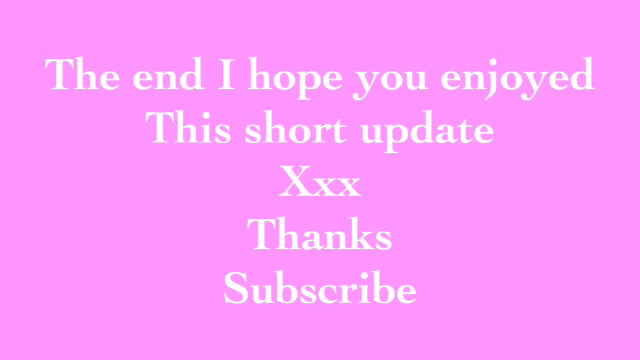 The end I hope you enjoyed
This short update
Xxx
Thanks
Subscribe